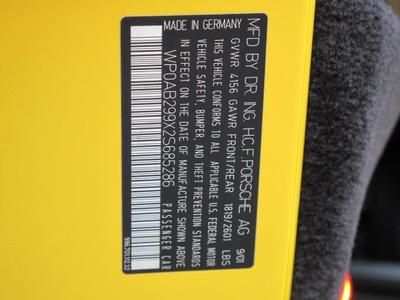 MFD BY DR. ING. H.C.F. PORSCHE AG 9/01
GVWR 4156 GAWR FRONT/REAR 1819/2601 LBS
THIS VEHICLE CONFORMS TO ALL APPLICABLE U.S. FEDERAL MOTOR
VEHICLE SAFETY, BUMPER, AND THEFT PREVENTION STANDARDS
IN EFFECT ON THE DATE OF MANUFACTURE SHOWN ABOVE
WP0AB299X2S685286 PASSENGER CAR
MADE IN GERMANY